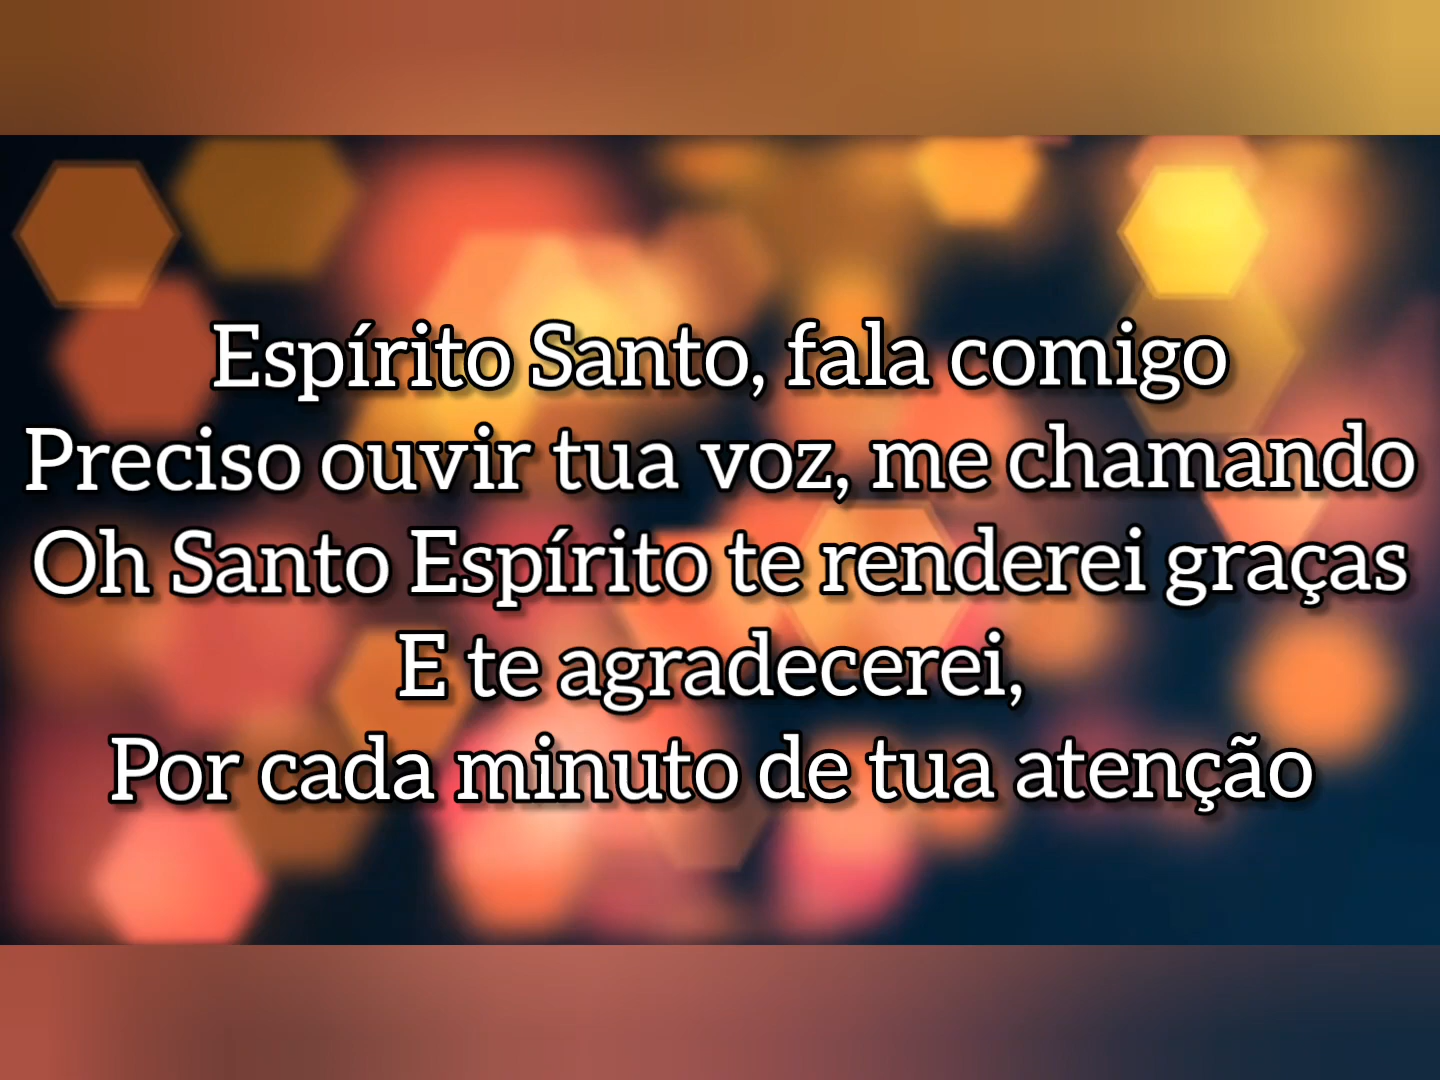 Espírito Santo, fala comigo
Preciso ouvir tua voz, me chamando
Oh Santo Espírito te renderei graças
E te agradecerei,
Por cada minuto de tua atenção